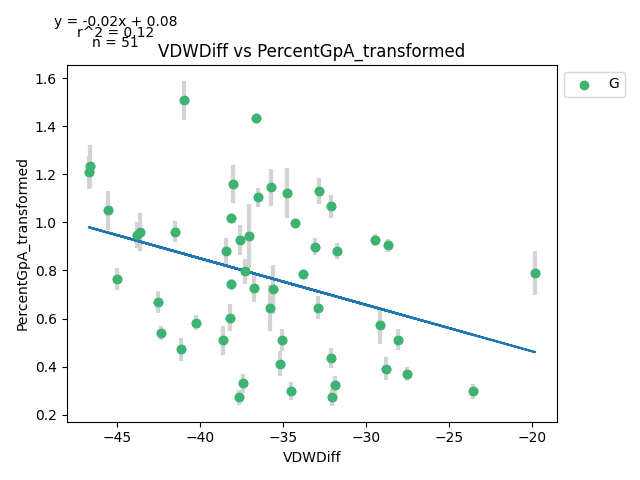 y = -0.02x + 0.08
r^2 = 0.12
n = 51
VDWDiff vs PercentGpA_transformed
G
1.6
1.4
1.2
1.0
0.8
0.6
0.4
0.2
PercentGpA_transformed
−45 −40 −35 −30 −25 −20
VDWDiff